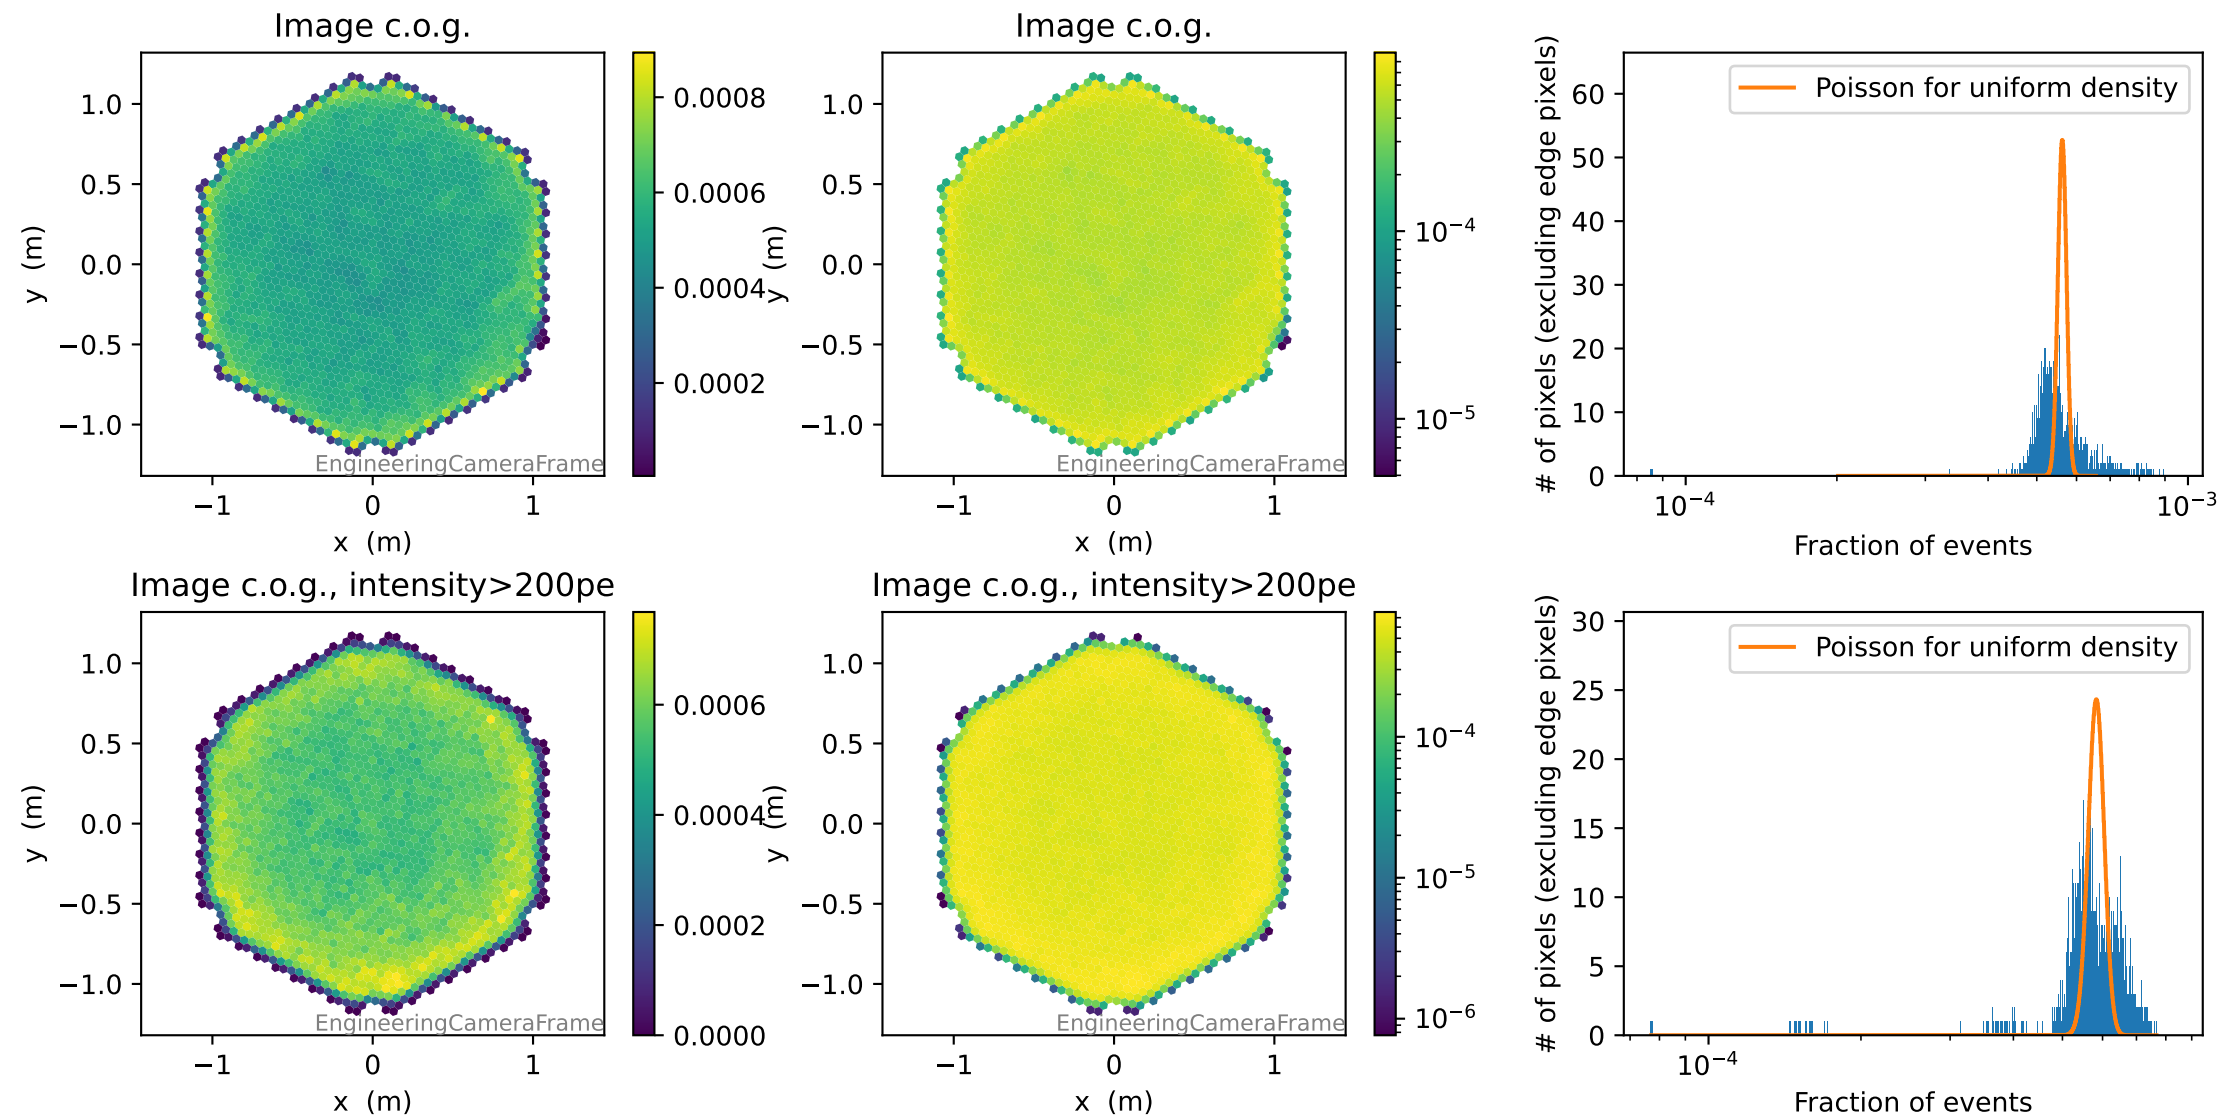 Image c.o.g.
y (m)
1.0
0.5
0.0
−0.5
−1.0
−1
0
1
x (m)
EngineeringCameraFrame
0.0008
0.0006
0.0004
0.0002
Image c.o.g.
y (m)
1.0
0.5
0.0
−0.5
−1.0
−1
0
1
x (m)
EngineeringCameraFrame
10⁻⁴
10⁻⁵
# of pixels (excluding edge pixels)
60
50
40
30
20
10
0
Poisson for uniform density
10⁻⁴
10⁻³
Fraction of events
Image c.o.g., intensity>200pe
y (m)
1.0
0.5
0.0
−0.5
−1.0
−1
0
1
x (m)
EngineeringCameraFrame
0.0006
0.0004
0.0002
0.0000
Image c.o.g., intensity>200pe
y (m)
1.0
0.5
0.0
−0.5
−1.0
−1
0
1
x (m)
EngineeringCameraFrame
10⁻⁴
10⁻⁵
10⁻⁶
# of pixels (excluding edge pixels)
30
25
20
15
10
5
0
Poisson for uniform density
10⁻⁴
Fraction of events